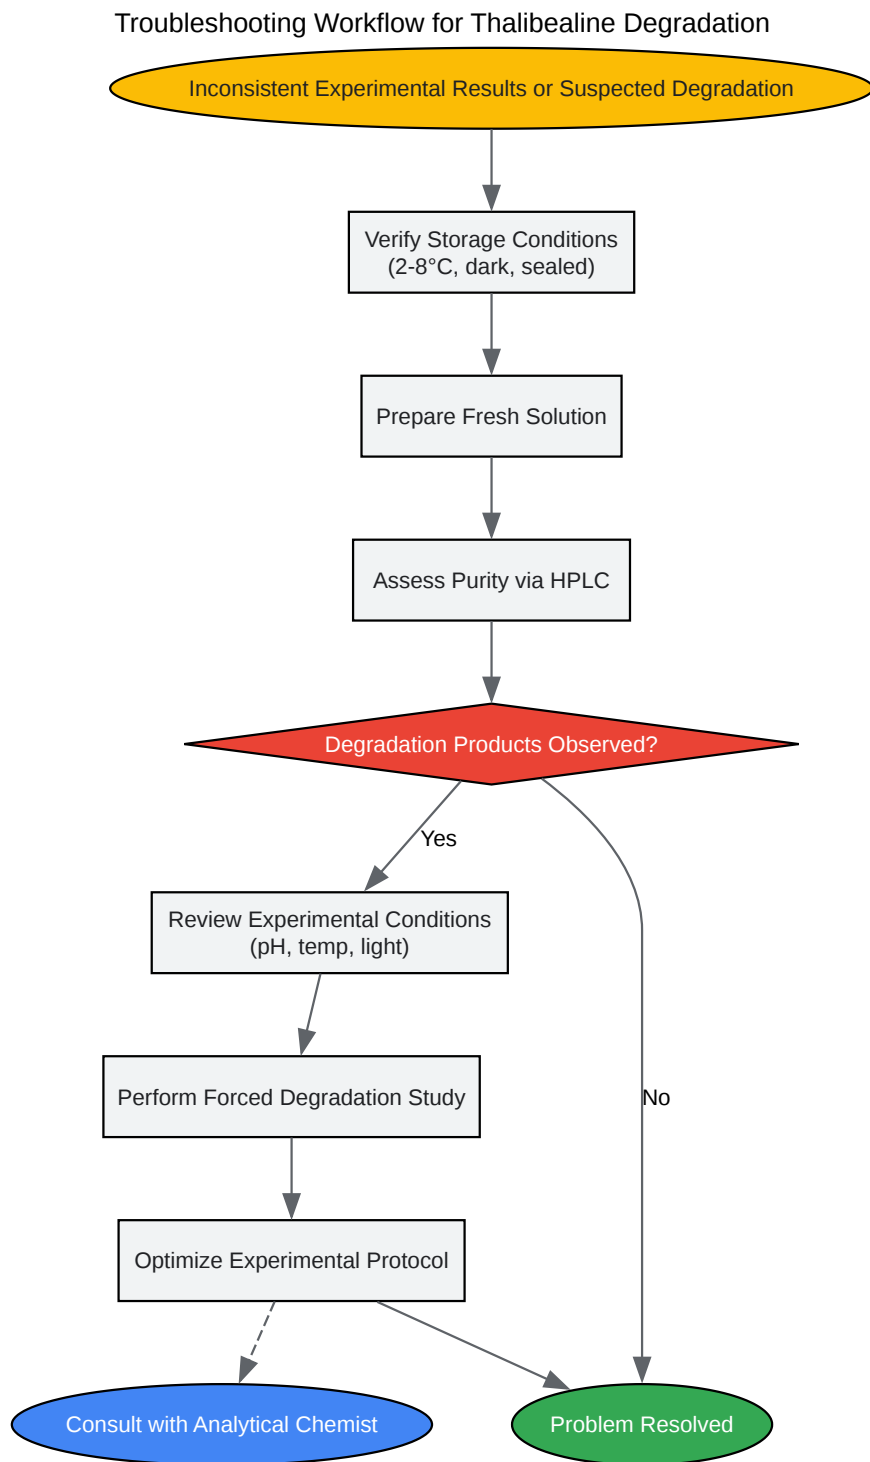 Troubleshooting Workflow for Thalibealine Degradation
Inconsistent Experimental Results or Suspected Degradation
Verify Storage Conditions
(2-8°C, dark, sealed)
Prepare Fresh Solution
Assess Purity via HPLC
Degradation Products Observed?
Yes
Review Experimental Conditions
(pH, temp, light)
Perform Forced Degradation Study
No
Optimize Experimental Protocol
Consult with Analytical Chemist
Problem Resolved